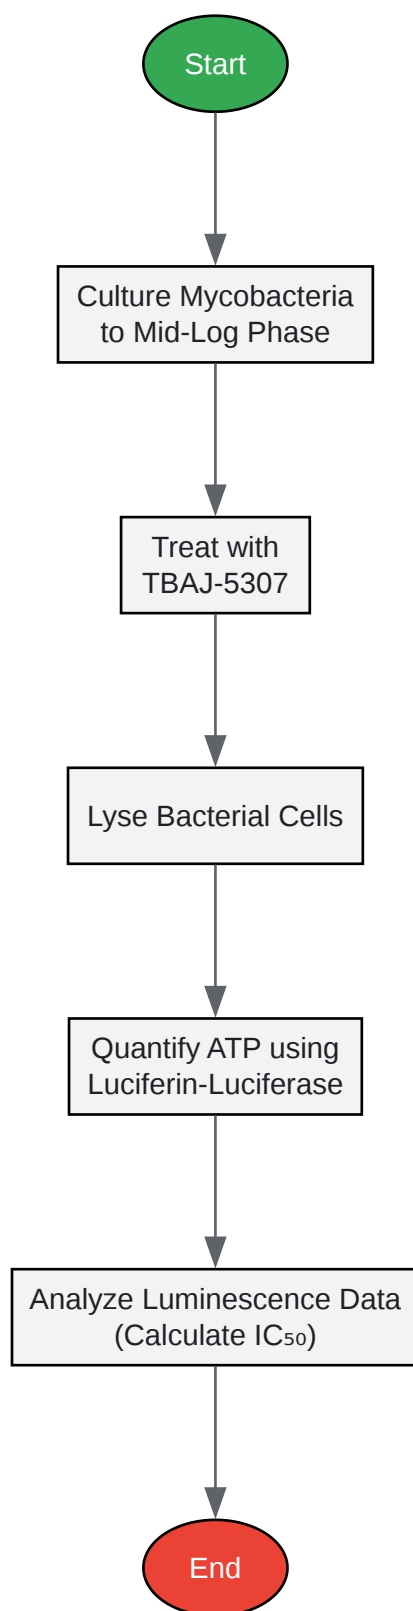 Start
Culture Mycobacteria
to Mid-Log Phase
Treat with
TBAJ-5307
Lyse Bacterial Cells
Quantify ATP using
Luciferin-Luciferase
Analyze Luminescence Data
(Calculate IC₅₀)
End